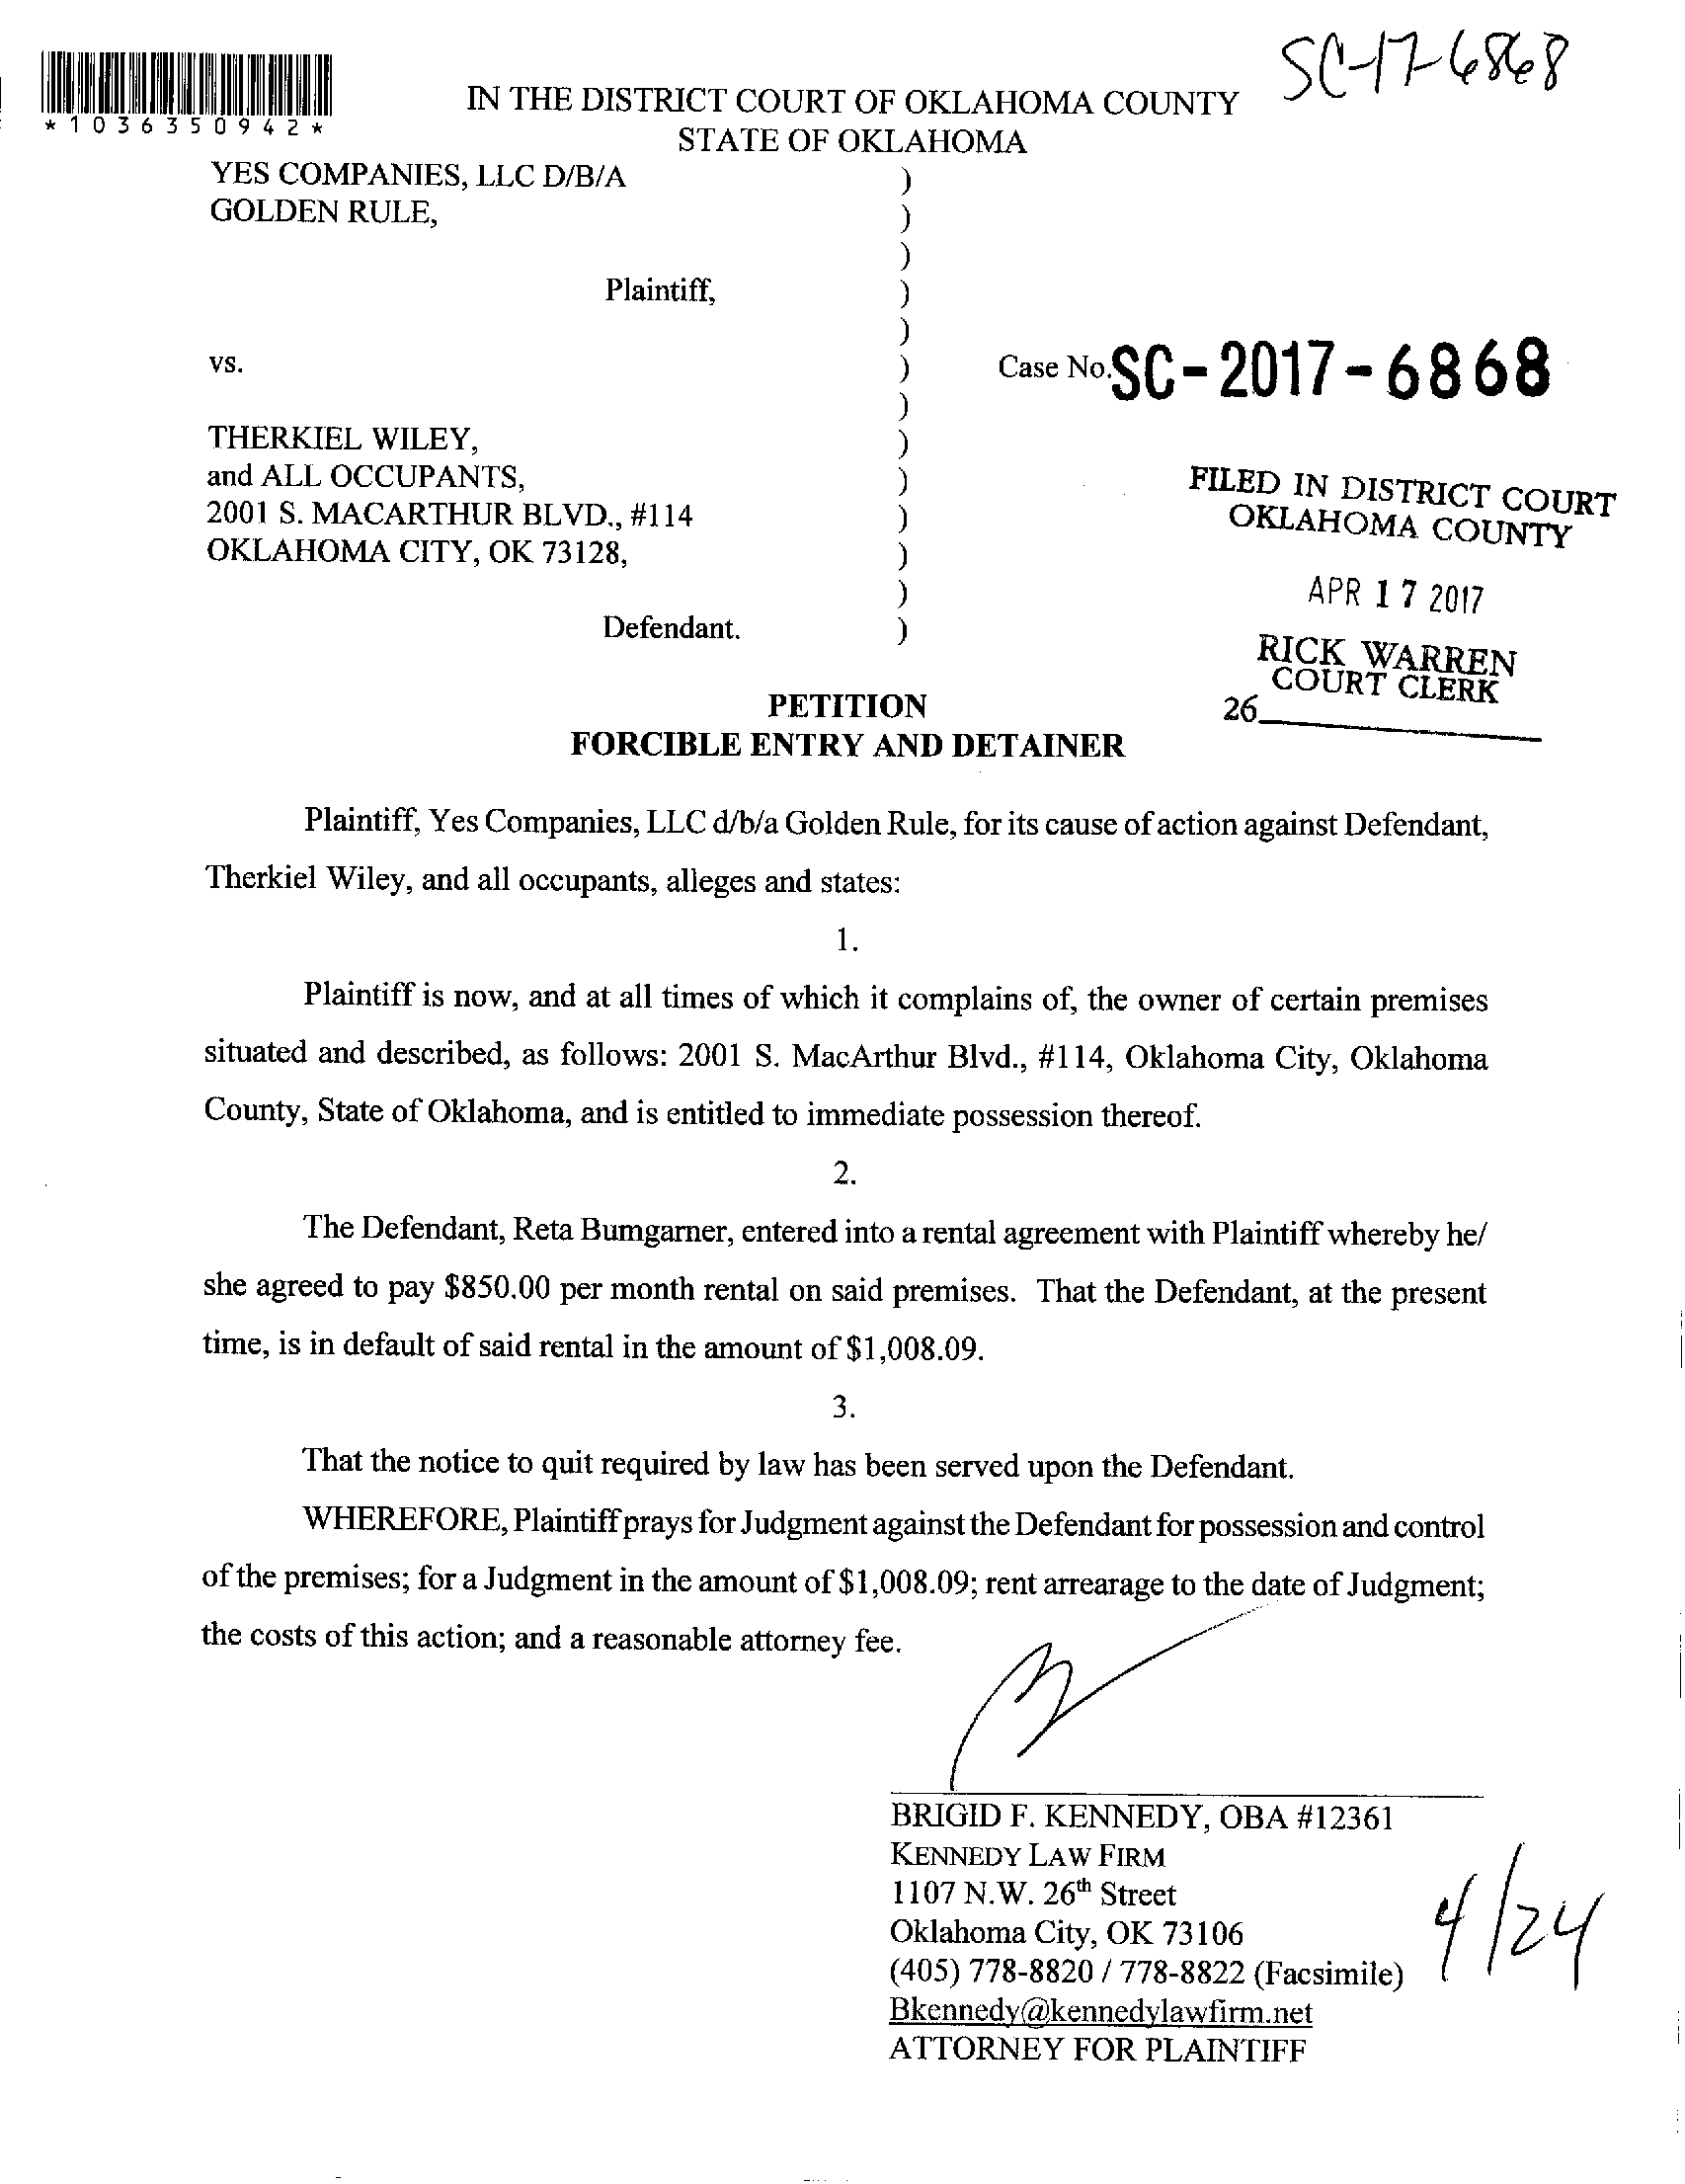 SC-17-6868
*1036350942*
IN THE DISTRICT COURT OF OKLAHOMA COUNTY
STATE OF OKLAHOMA
YES COMPANIES, LLC D/B/A )
GOLDEN RULE, )
)
Plaintiff, )
)
vs. ) Case No. SC-2017-6868
)
THERKIEL WILEY, )
and ALL OCCUPANTS, )
2001 S. MACARTHUR BLVD., #114 )
OKLAHOMA CITY, OK 73128, )
)
Defendant. )
FILED IN DISTRICT COURT
OKLAHOMA COUNTY
APR 17 2017
RICK WARREN
COURT CLERK
26
PETITION
FORCIBLE ENTRY AND DETAINER
Plaintiff, Yes Companies, LLC d/b/a Golden Rule, for its cause of action against Defendant,
Therkiel Wiley, and all occupants, alleges and states:
1.
Plaintiff is now, and at all times of which it complains of, the owner of certain premises
situated and described, as follows: 2001 S. MacArthur Blvd., #114, Oklahoma City, Oklahoma
County, State of Oklahoma, and is entitled to immediate possession thereof.
2.
The Defendant, Reta Bumgarner, entered into a rental agreement with Plaintiff whereby he/
she agreed to pay $850.00 per month rental on said premises. That the Defendant, at the present
time, is in default of said rental in the amount of $1,008.09.
3.
That the notice to quit required by law has been served upon the Defendant.
WHEREFORE, Plaintiff prays for Judgment against the Defendant for possession and control
of the premises; for a Judgment in the amount of $1,008.09; rent arrearage to the date of Judgment;
the costs of this action; and a reasonable attorney fee.
BRIGID F. KENNEDY, OBA #12361
KENNEDY LAW FIRM
1107 N.W. 26th Street
Oklahoma City, OK 73106
(405) 778-8820 / 778-8822 (Facsimile)
Bkennedy@kennedylawfirm.net
ATTORNEY FOR PLAINTIFF
4/24